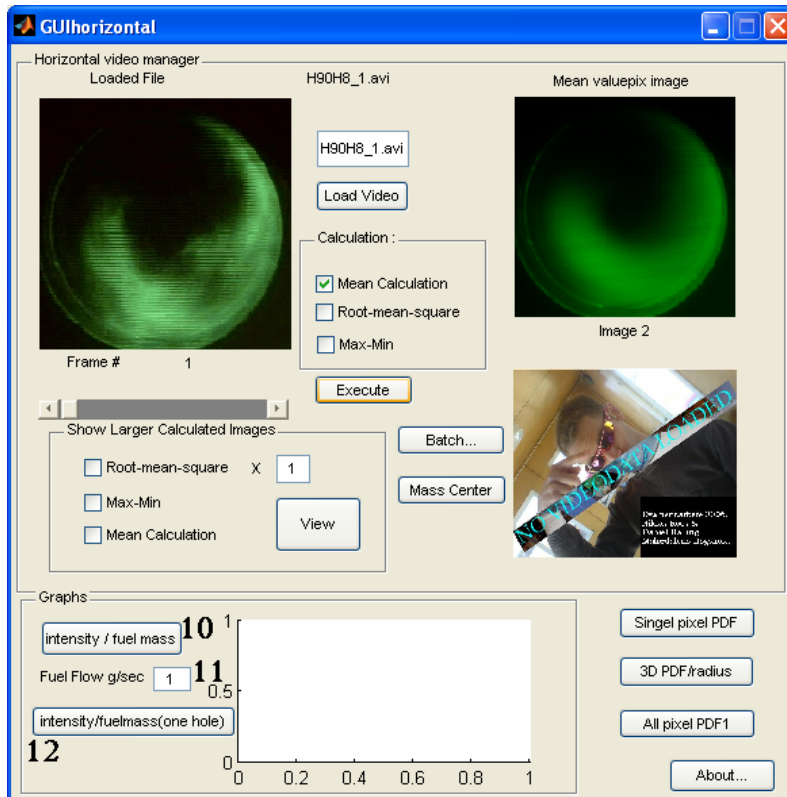 GUIhorizontal
Horizontal video manager
Loaded File
H90H8_1.avi
Mean valuepix image
H90H8_1.avi
Load Video
Calculation :
Mean Calculation
Root-mean-square
Max-Min
Image 2
Frame #
1
Execute
Show Larger Calculated Images
Root-mean-square X 1
Max-Min
Mean Calculation
View
Batch...
Mass Center
NO VIDEODATA LOADED
Graphs
intensity / fuel mass 10
Fuel Flow g/sec 1 11
intensity/fuelmass(one hole)
12
1
0.5
0
0 0.2 0.4 0.6 0.8 1
Singel pixel PDF
3D PDF/radius
All pixel PDF1
About...